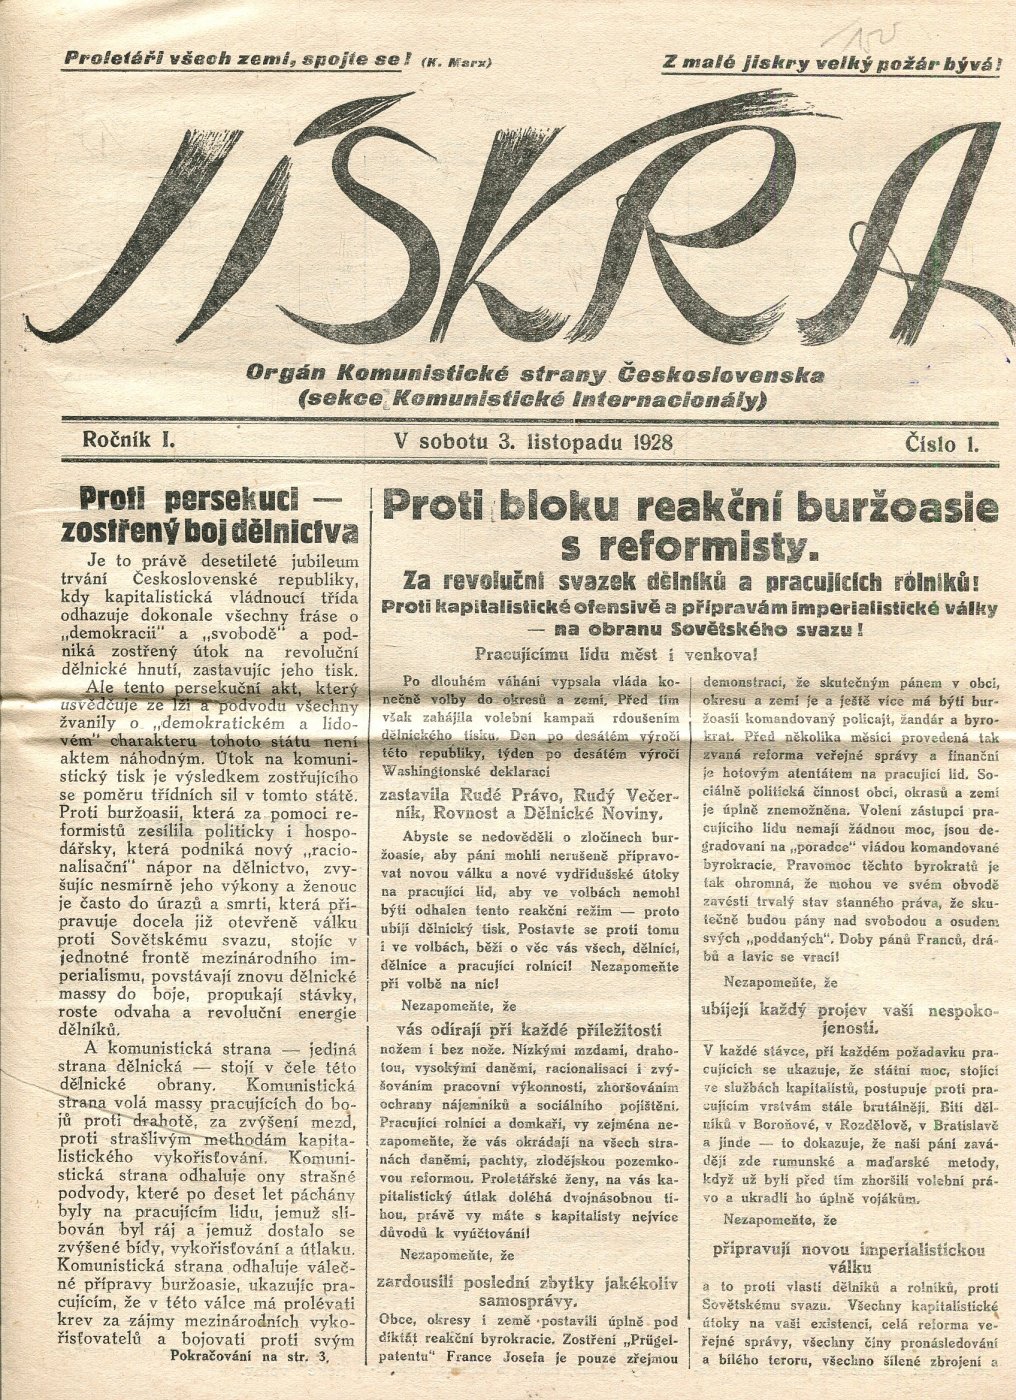 Proletáři všech zemí, spojte se! (K. Marx)
Z malé jiskry velký požár bývá!
JISKRA
Orgán Komunistické strany Československa
(sekce Komunistické Internacionály)
Ročník I.
V sobotu 3. listopadu 1928
Číslo 1.
Proti persekuci —
zostřený boj dělnictva
Je to právě desetileté jubileum
trvání Československé republiky,
kdy kapitalistická vládnoucí třída
odhazuje dokonale všechny fráse o
„demokracii“ a „svobodě“ a pod-
niká zostřený útok na revoluční
dělnické hnutí, zastavujíc jeho tisk.
Ale tento persekuční akt, který
usvědčuje ze lži a podvodu všechny
žvanily o „demokratickém a lido-
vém“ charakteru tohoto státu není
aktem náhodným. Útok na komuni-
stický tisk je výsledkem zostřujícího
se poměru třídních sil v tomto státě.
Proti buržoasii, která za pomoci re-
formistů zesílila politicky i hospo-
dářsky, která podniká nový „racio-
nalisační“ nápor na dělnictvo, zvy-
šujíc nesmírně jeho výkony a ženouc
je často do úrazů a smrti, která při-
pravuje docela již otevřeně válku
proti Sovětskému svazu, stojíc v
jednotné frontě mezinárodního im-
perialismu, povstávají znovu dělnické
massy do boje, propukají stávky,
roste odvaha a revoluční energie
dělníků.
A komunistická strana — jediná
strana dělnická — stojí v čele této
dělnické obrany. Komunistická
strana volá massy pracujících do bo-
jů proti drahotě, za zvýšení mezd,
proti strašlivým methodám kapita-
listického vykořisťování. Komuni-
stická strana odhaluje ony strašné
podvody, které po deset let páchány
byly na pracujícím lidu, jemuž sli-
bován byl ráj a jemuž dostalo se
zvýšené bídy, vykořisťování a útlaku.
Komunistická strana odhaluje váleč-
né přípravy buržoasie, ukazujíc pra-
cujícím, že v této válce má prolévati
krev za zájmy mezinárodních vyko-
řisťovatelů a bojovati proti svým
Pokračování na str. 3.
Proti bloku reakční buržoasie
s reformisty.
Za revoluční svazek dělníků a pracujících rolníků!
Proti kapitalistické ofensivě a přípravám imperialistické války
— na obranu Sovětského svazu!
Pracujícímu lidu měst i venkova!
Po dlouhém váhání vypsala vláda ko-
nečně volby do okresů a zemí. Před tím
však zahájila volební kampaň rdoušením
dělnického tisku. Den po desátém výročí
této republiky, týden po desátém výročí
Washingtonské deklarací
zastavila Rudé Právo, Rudý Večer-
ník, Rovnost a Dělnické Noviny.
Abyste se nedověděli o zločinech bur-
žoasie, aby páni mohli nerušeně připravo-
vat novou válku a nové vydřidušské útoky
na pracující lid, aby ve volbách nemohl
býti odhalen tento reakční režim — proto
ubíjí dělnický tisk. Postavte se proti tomu
i ve volbách, běží o věc vás všech, dělníci,
dělnice a pracující rolníci! Nezapomeňte
při volbě na nic!
Nezapomeňte, že
vás odírají při každé příležitosti
nožem i bez nože. Nízkými mzdami, draho-
tou, vysokými daněmi, racionalisací i zvy-
šováním pracovní výkonnosti, zhoršováním
ochrany nájemníků a sociálního pojištění.
Pracující rolníci a domkaři, vy zejména ne-
zapomeňte, že vás okrádají na všech stra-
nách daněmi, pachty, zlodějskou pozemko-
vou reformou. Proletářské ženy, na vás ka-
pitalistický útlak doléhá dvojnásobnou tí-
hou, právě vy máte s kapitalisty nejvíce
důvodů k vyúčtování!
Nezapomeňte, že
zardousili poslední zbytky jakékoliv
samosprávy.
Obce, okresy i země postavili úplně pod
diktát reakční byrokracie. Zostření „Prügel-
patentu“ France Josefa je pouze zřejmou
demonstrací, že skutečným pánem v obci,
okresu a zemi je a ještě více má býti bur-
žoasií komandovaný policajt, žandár a byro-
krat. Před několika měsíci provedená tak
zvaná reforma veřejné správy a finanční
je hotovým atentátem na pracující lid. So-
ciálně politická činnost obcí, okrasů a zemí
je úplně znemožněna. Volení zástupci pra-
cujícího lidu nemají žádnou moc, jsou de-
gradovaní na „poradce“ vládou komandované
byrokracie. Pravomoc těchto byrokratů je
tak ohromná, že mohou ve svém obvodě
zavésti trvalý stav stanného práva, že sku-
tečně budou pány nad svobodou a osudem
svých „poddaných“. Doby pánů Franců, drá-
bů a lavic se vrací!
Nezapomeňte, že
ubíjejí každý projev vaší nespoko-
jenosti.
V každé stávce, při každém požadavku pra-
cujících se ukazuje, že státní moc, stojící
ve službách kapitalistů, postupuje proti pra-
cujícím vrstvám stále brutálněji. Bití děl-
níků v Boroňové, v Rozdělově, v Bratislavě
a jinde — to dokazuje, že naši páni zavá-
dějí zde rumunské a maďarské metody,
když už byli před tím zhoršili volební prá-
vo a ukradli ho úplně vojákům.
Nezapomeňte, že
připravují novou imperialistickou
válku
a to proti vlasti dělníků a rolníků, proti
Sovětskému svazu. Všechny kapitalistické
útoky na vaši existenci, celá reforma ve-
řejné správy, všechny činy pronásledování
a bílého teroru, všechno šílené zbrojení a